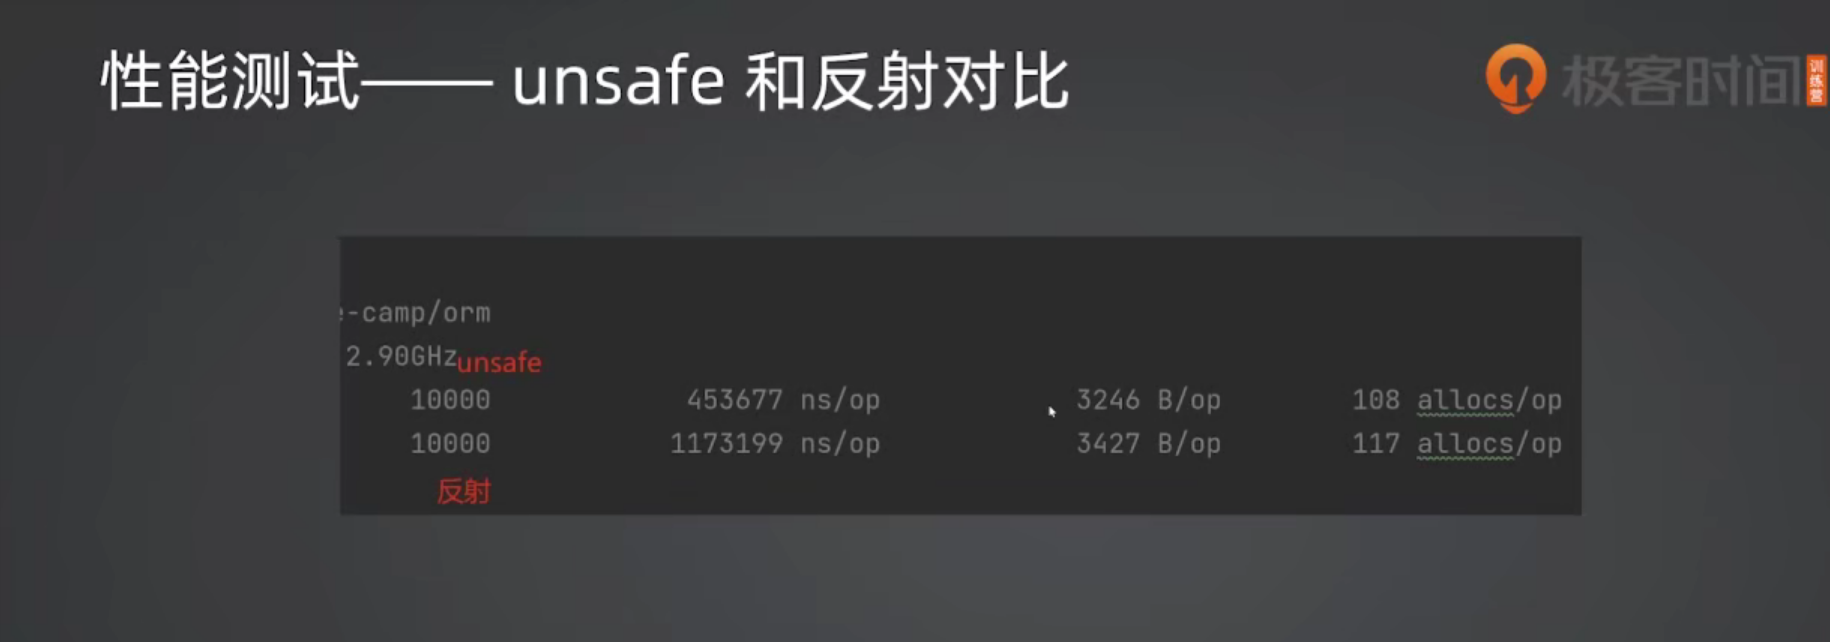 性能测试—— unsafe 和反射对比
极客时间 训练营
e-camp/orm
2.90GHz unsafe
10000 453677 ns/op 3246 B/op 108 allocs/op
10000 1173199 ns/op 3427 B/op 117 allocs/op
反射